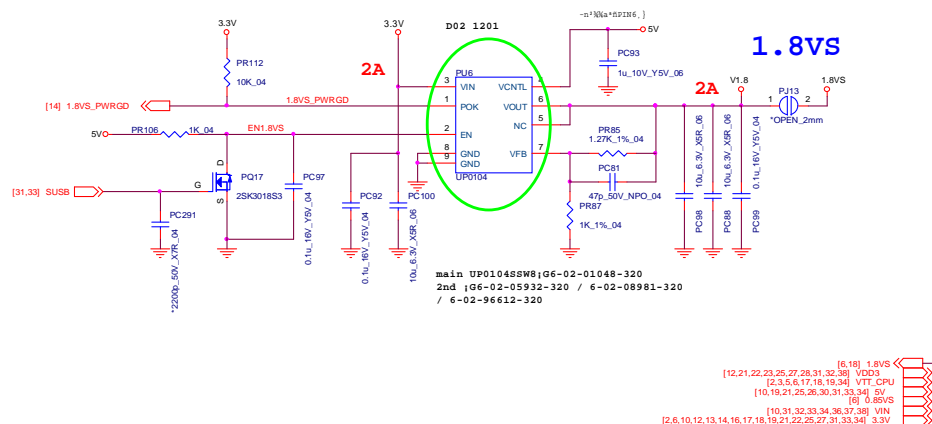 -n²¾¾a*ñPIN6,]
D02 1201
3.3V
3.3V
5V
1.8VS
PR112
10K_04
PC93
1u_10V_Y5V_06
2A
PU6
2A
V1.8
1.8VS
3 VIN VCNTL 4
PJ13
1 2
*OPEN_2mm
[14] 1.8VS_PWRGD
1.8VS_PWRGD
1 POK VOUT 6
NC 5
5V
PR106 1K_04
EN1.8VS
2 EN
8 GND VFB 7
9 GND
UP0104
PR85
1.27K_1%_04
PC81
47p_50V_NPO_04
PR87
1K_1%_04
10u_6.3V_X5R_06
10u_6.3V_X5R_06
0.1u_16V_Y5V_04
PC98
PC88
PC99
D
G
S
PQ17
2SK3018S3
PC97
0.1u_16V_Y5V_04
PC92
0.1u_16V_Y5V_04
PC100
10u_6.3V_X5R_06
[31,33] SUSB
PC291
*2200p_50V_X7R_04
main UP0104SSW8;G6-02-01048-320
2nd ;G6-02-05932-320 / 6-02-08981-320
/ 6-02-96612-320
[6,18] 1.8VS
[12,21,22,23,25,27,28,31,32,38] VDD3
[2,3,5,6,17,18,19,34] VTT_CPU
[10,19,21,25,26,30,31,33,34] 5V
[6] 0.85VS
[10,31,32,33,34,36,37,38] VIN
[2,6,10,12,13,14,16,17,18,19,21,22,25,27,31,33,34] 3.3V